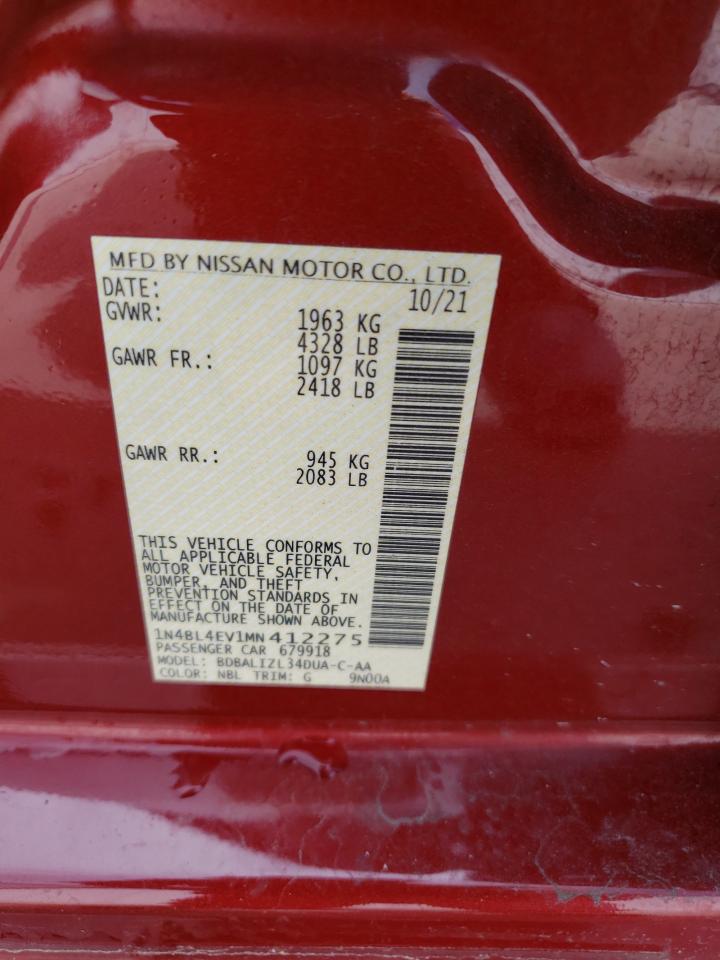 MFD BY NISSAN MOTOR CO., LTD.
DATE: 10/21
GVWR: 1963 KG
4328 LB
GAWR FR.: 1097 KG
2418 LB
GAWR RR.: 945 KG
2083 LB
THIS VEHICLE CONFORMS TO
ALL APPLICABLE FEDERAL
MOTOR VEHICLE SAFETY,
BUMPER, AND THEFT
PREVENTION STANDARDS IN
EFFECT ON THE DATE OF
MANUFACTURE SHOWN ABOVE.
1N4BL4EV1MN412275
PASSENGER CAR 679918
MODEL: BDBALIZL34DUA-C-AA
COLOR: NBL TRIM: G 9N00A